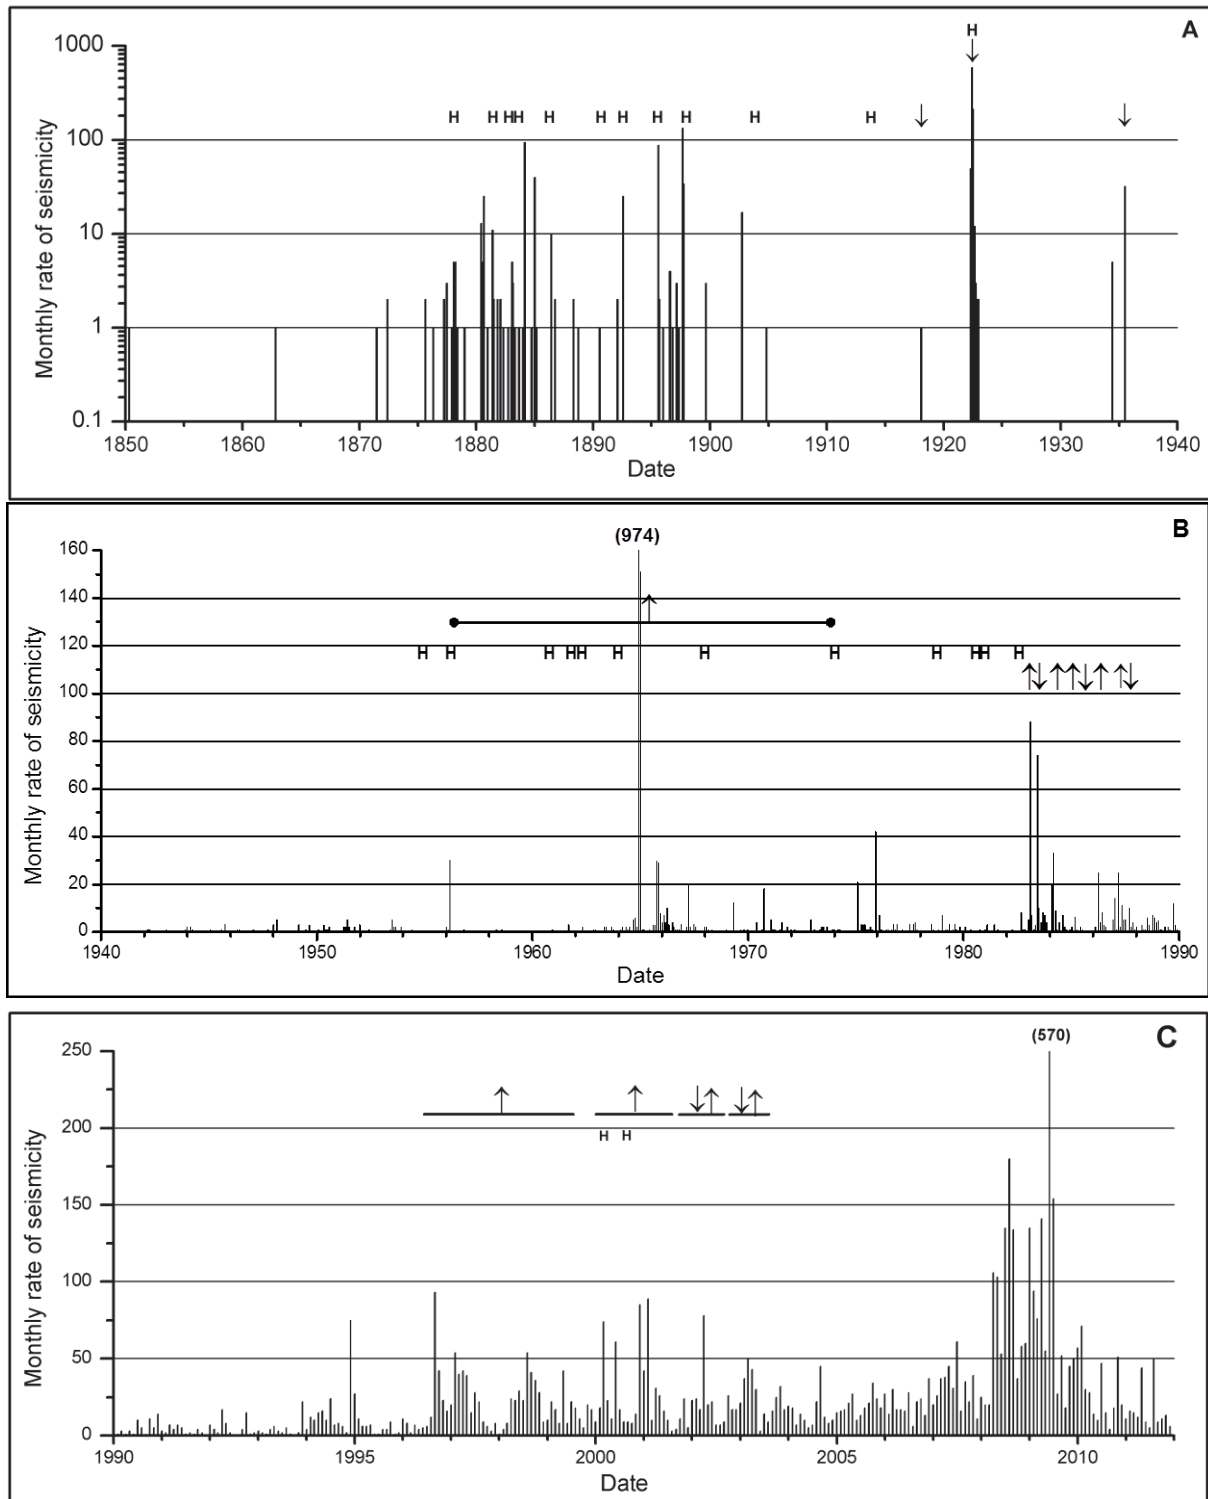 A
1000
100
10
1
0.1
Monthly rate of seismicity
H
H H H H H H H H H H H
1850 1860 1870 1880 1890 1900 1910 1920 1930 1940
Date
B
(974)
160
140
120
100
80
60
40
20
0
Monthly rate of seismicity
H H H H H H H H H H H H
1940 1950 1960 1970 1980 1990
Date
C
(570)
250
200
150
100
50
0
Monthly rate of seismicity
H H
1990 1995 2000 2005 2010
Date